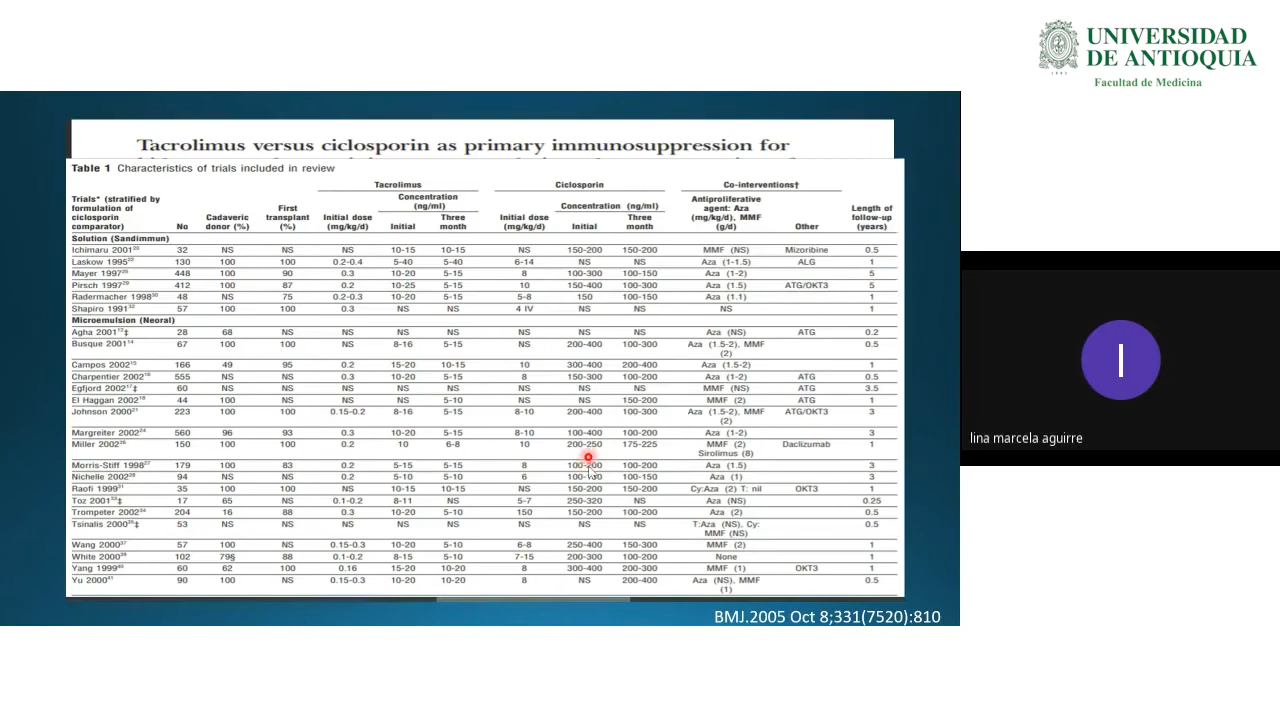 UNIVERSIDAD
DE ANTIOQUIA
1803
Facultad de Medicina
Tacrolimus versus ciclosporin as primary immunosuppression for
Table 1 Characteristics of trials included in review
Tacrolimus Ciclosporin Co-interventions†
Trials* (stratified by formulation of ciclosporin comparator) No Cadaveric donor (%) First transplant (%) Initial dose (mg/kg/d) Concentration (ng/ml) Initial Three month Initial dose (mg/kg/d) Concentration (ng/ml) Initial Three month Antiproliferative agent: Aza (mg/kg/d), MMF (g/d) Other Length of follow-up (years)
Solution (Sandimmun)
Ichimaru 2001 32 NS NS NS 10-15 10-15 NS 150-200 150-200 MMF (NS) Mizoribine 0.5
Laskow 1995 130 100 100 0.2-0.4 5-40 5-40 6-14 NS NS Aza (1-1.5) ALG 1
Mayer 1997 448 100 90 0.3 10-20 5-15 8 100-300 100-150 Aza (1-2) 5
Pirsch 1997 412 100 87 0.2 10-25 5-15 10 150-400 100-300 Aza (1.5) ATG/OKT3 5
Radermacher 1998 48 NS 75 0.2-0.3 10-20 5-15 5-8 150 100-150 Aza (1.1) 1
Shapiro 1991 57 100 100 0.3 NS NS 4 IV NS NS NS 1
Microemulsion (Neoral)
Agha 2001 ‡ 28 68 NS NS NS NS NS NS NS Aza (NS) ATG 0.2
Busque 2001 67 100 100 NS 8-16 5-15 NS 200-400 100-300 Aza (1.5-2), MMF (2) 0.5
Campos 2002 166 49 95 0.2 15-20 10-15 10 300-400 200-400 Aza (1.5-2) 1
Charpentier 2002 555 NS NS 0.3 10-20 5-15 8 150-300 100-200 Aza (1-2) ATG 0.5
Egfjord 2002 ‡ 60 NS NS NS NS NS NS NS NS MMF (NS) ATG 3.5
El Haggan 2002 44 100 NS NS NS 5-10 NS NS 150-200 MMF (2) ATG 1
Johnson 2000 223 100 100 0.15-0.2 8-16 5-15 8-10 200-400 100-300 Aza (1.5-2), MMF (2) ATG/OKT3 3
Margreiter 2002 560 96 93 0.3 10-20 5-15 8-10 100-400 100-200 Aza (1-2) 3
Miller 2002 150 100 100 0.2 10 6-8 10 200-250 175-225 MMF (2) Sirolimus (8) Daclizumab 1
Morris-Stiff 1998 179 100 83 0.2 5-15 5-15 8 100-200 100-200 Aza (1.5) 3
Nichelle 2002 94 NS NS 0.2 5-10 5-10 6 100-150 Aza (1) 3
Raofi 1999 35 100 100 NS 10-15 10-15 NS 150-200 150-200 Cy:Aza (2) T: nil OKT3 1
Toz 2001 ‡ 17 65 NS 0.1-0.2 8-11 NS 5-7 250-320 NS Aza (NS) 0.25
Trompeter 2002 204 16 88 0.3 10-20 5-10 150 150-200 100-200 Aza (2) 0.5
Tsinalis 2000 ‡ 53 NS NS NS NS NS NS NS NS T:Aza (NS), Cy: MMF (NS) 0.5
Wang 2000 57 100 NS 0.15-0.3 10-20 5-10 6-8 250-400 150-300 MMF (2) 1
White 2000 102 79§ 88 0.1-0.2 8-15 5-10 7-15 200-300 100-200 None 1
Yang 1999 60 62 100 0.16 15-20 10-20 8 300-400 200-300 MMF (1) OKT3 1
Yu 2000 90 100 NS 0.15-0.3 10-20 10-20 8 NS 200-400 Aza (NS), MMF (1) 0.5
BMJ.2005 Oct 8;331(7520):810
l
lina marcela aguirre